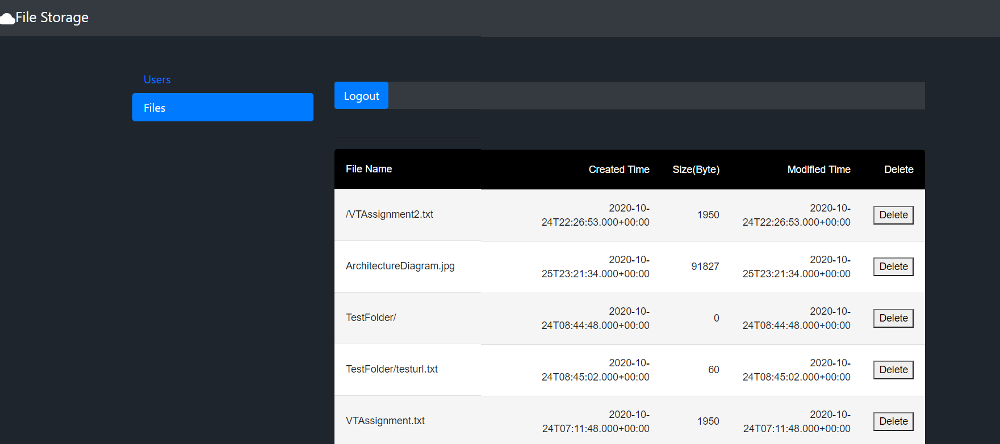 File Storage
Users
Files
Logout
File Name Created Time Size(Byte) Modified Time Delete
/VTAssignment2.txt 2020-10-24T22:26:53.000+00:00 1950 2020-10-24T22:26:53.000+00:00 Delete
ArchitectureDiagram.jpg 2020-10-25T23:21:34.000+00:00 91827 2020-10-25T23:21:34.000+00:00 Delete
TestFolder/ 2020-10-24T08:44:48.000+00:00 0 2020-10-24T08:44:48.000+00:00 Delete
TestFolder/testurl.txt 2020-10-24T08:45:02.000+00:00 60 2020-10-24T08:45:02.000+00:00 Delete
VTAssignment.txt 2020-10-24T07:11:48.000+00:00 1950 2020-10-24T07:11:48.000+00:00 Delete